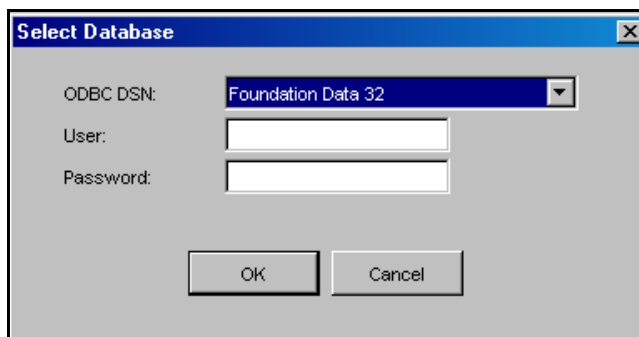 Select Database
ODBC DSN: Foundation Data 32
User:
Password:
OK Cancel